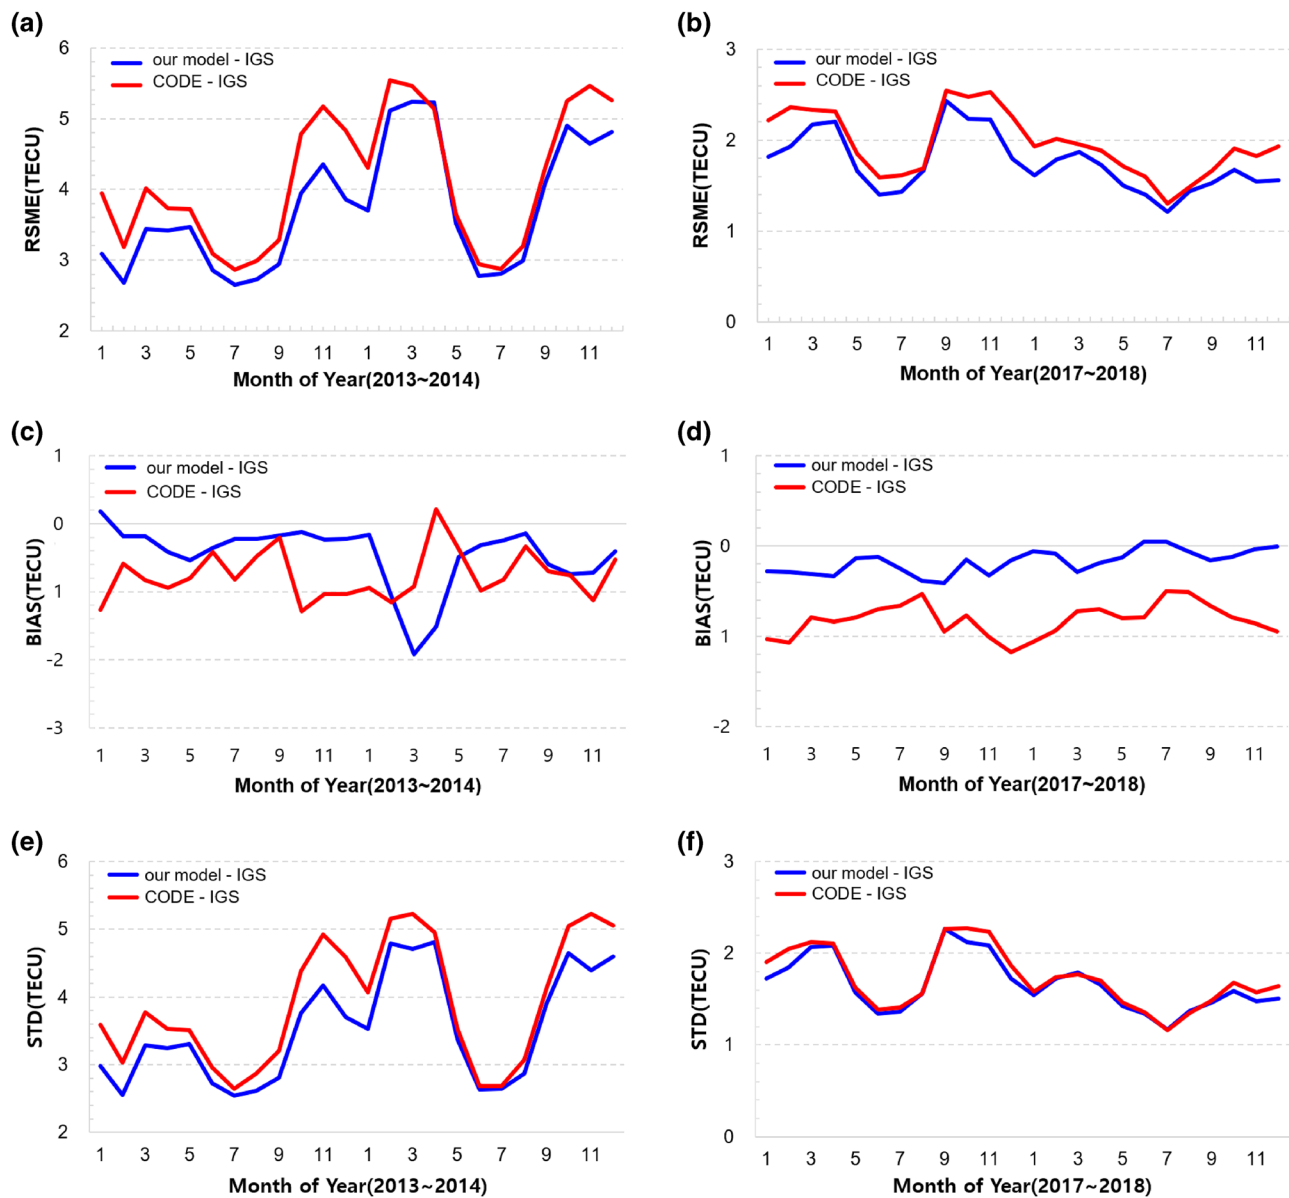 (a)
6
5
4
3
2
RSME(TECU)
our model - IGS
CODE - IGS
1 3 5 7 9 11 1 3 5 7 9 11
Month of Year(2013~2014)
(b)
3
2
1
0
RSME(TECU)
our model - IGS
CODE - IGS
1 3 5 7 9 11 1 3 5 7 9 11
Month of Year(2017~2018)
(c)
1
0
1
-2
-3
BIAS(TECU)
our model - IGS
CODE - IGS
1 3 5 7 9 11 1 3 5 7 9 11
Month of Year(2013~2014)
(d)
1
0
1
-2
BIAS(TECU)
our model - IGS
CODE - IGS
1 3 5 7 9 11 1 3 5 7 9 11
Month of Year(2017~2018)
(e)
6
5
4
3
2
STD(TECU)
our model - IGS
CODE - IGS
1 3 5 7 9 11 1 3 5 7 9 11
Month of Year(2013~2014)
(f)
3
2
1
0
STD(TECU)
our model - IGS
CODE - IGS
1 3 5 7 9 11 1 3 5 7 9 11
Month of Year(2017~2018)